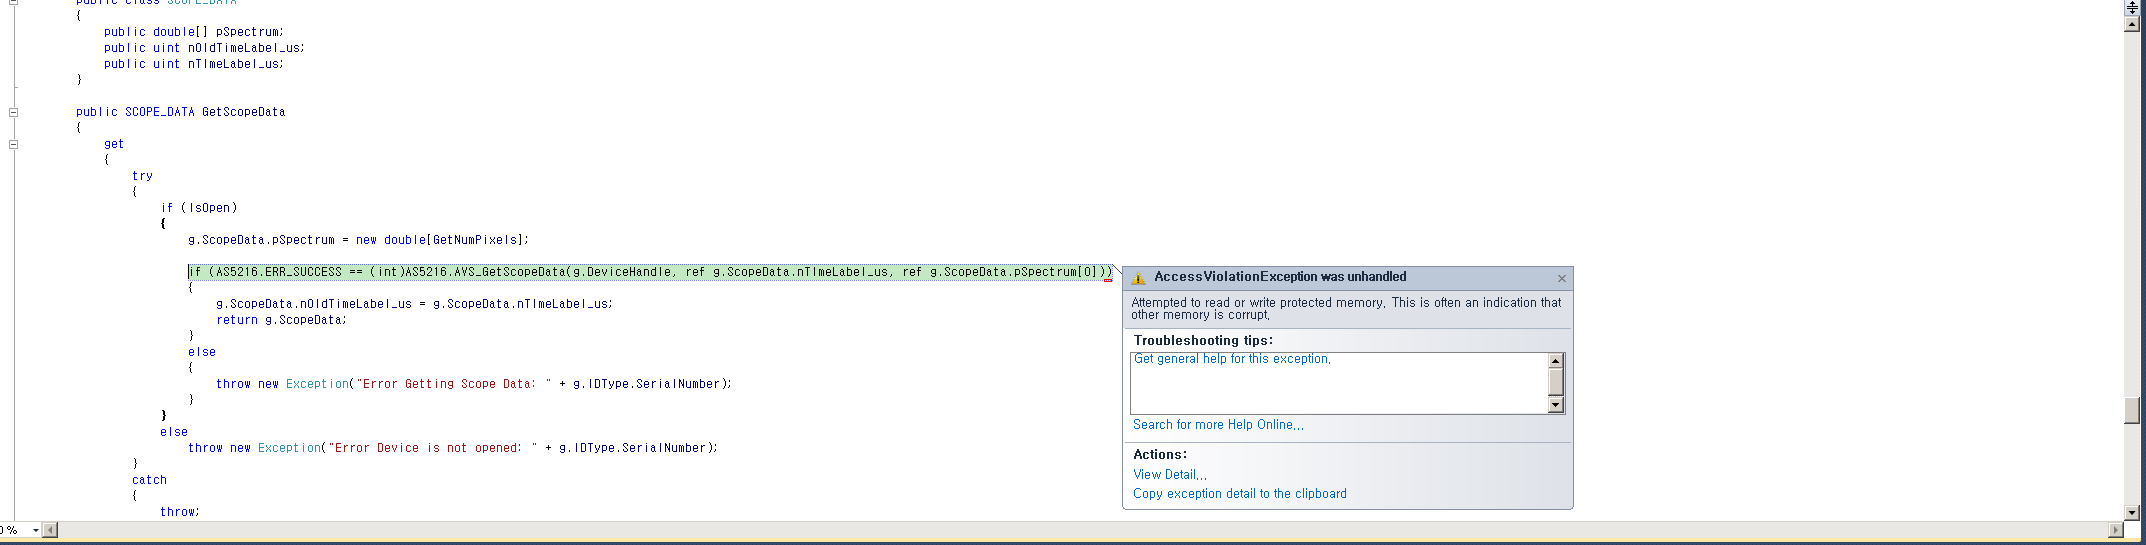 public class SCOPE_DATA
{
public double[] pSpectrum;
public uint nOldTimeLabel_us;
public uint nTImeLabel_us;
}
public SCOPE_DATA GetScopeData
{
get
{
try
{
if (IsOpen)
{
g.ScopeData.pSpectrum = new double[GetNumPixels];
if (AS5216.ERR_SUCCESS == (int)AS5216.AVS_GetScopeData(g.DeviceHandle, ref g.ScopeData.nTImeLabel_us, ref g.ScopeData.pSpectrum[0]))
{
g.ScopeData.nOldTimeLabel_us = g.ScopeData.nTImeLabel_us;
return g.ScopeData;
}
else
{
throw new Exception("Error Getting Scope Data: " + g.IDType.SerialNumber);
}
}
else
throw new Exception("Error Device is not opened: " + g.IDType.SerialNumber);
}
catch
{
throw;
0 %
AccessViolationException was unhandled
Attempted to read or write protected memory. This is often an indication that
other memory is corrupt.
Troubleshooting tips:
Get general help for this exception.
Search for more Help Online...
Actions:
View Detail...
Copy exception detail to the clipboard